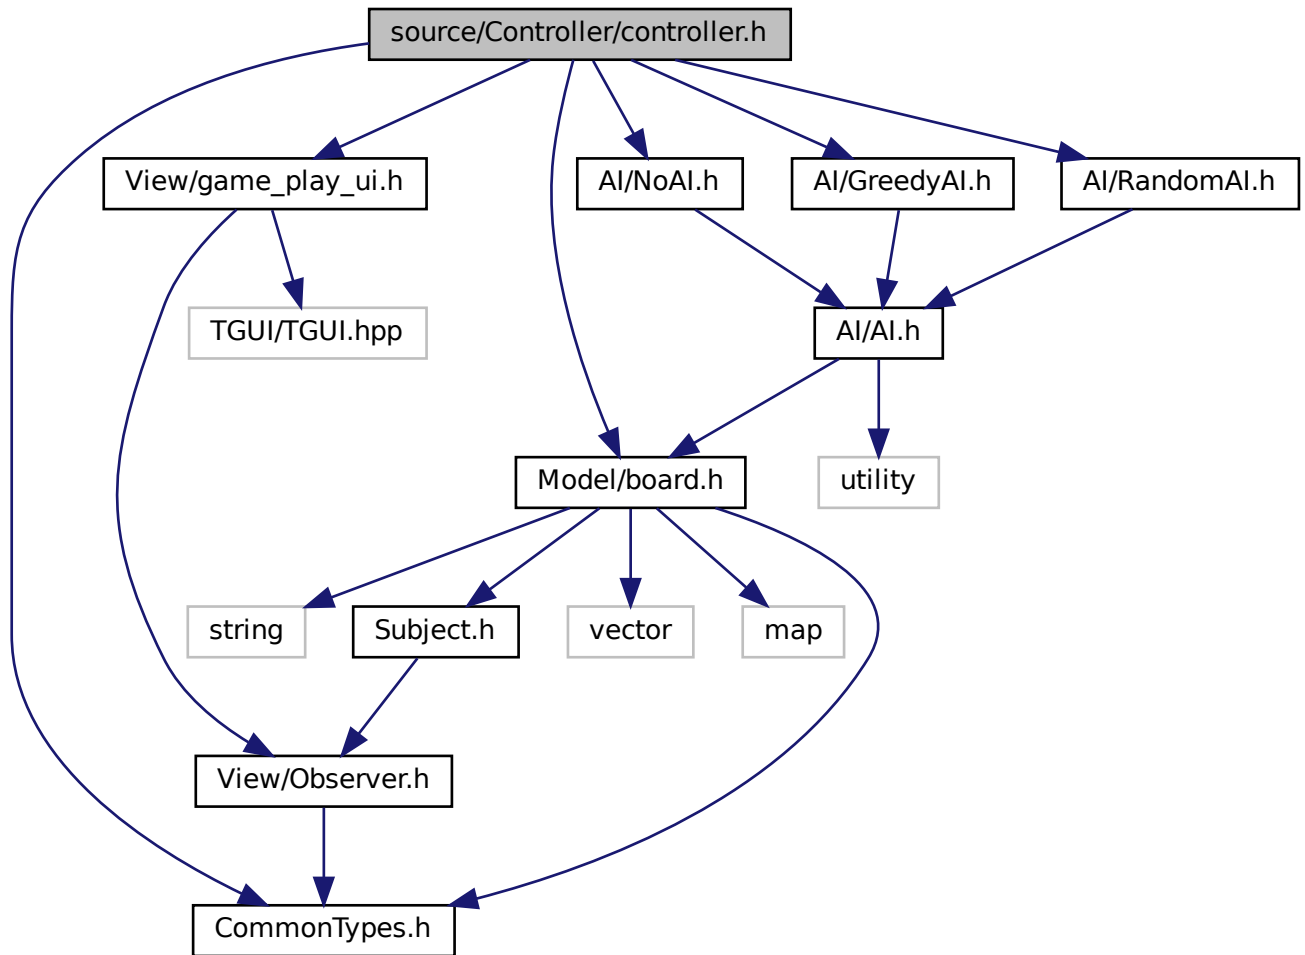 source/Controller/controller.h
View/game_play_ui.h
AI/NoAI.h
AI/GreedyAI.h
AI/RandomAI.h
TGUI/TGUI.hpp
AI/AI.h
Model/board.h
utility
string
Subject.h
vector
map
View/Observer.h
CommonTypes.h